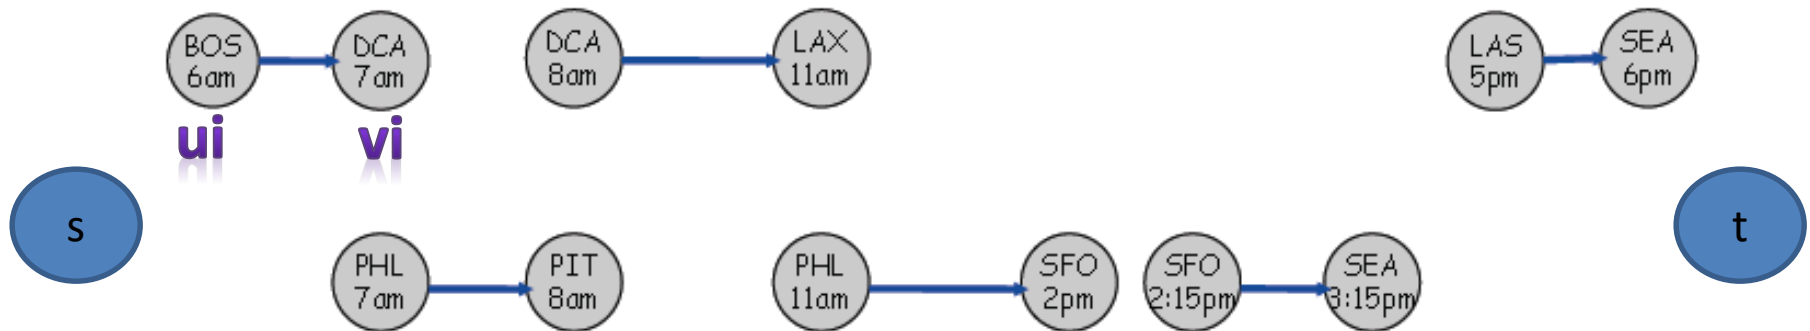 BOS
6am
DCA
7am
DCA
8am
LAX
11am
LAS
5pm
SEA
6pm
ui
vi
s
t
PHL
7am
PIT
8am
PHL
11am
SFO
2pm
SFO
2:15pm
SEA
3:15pm